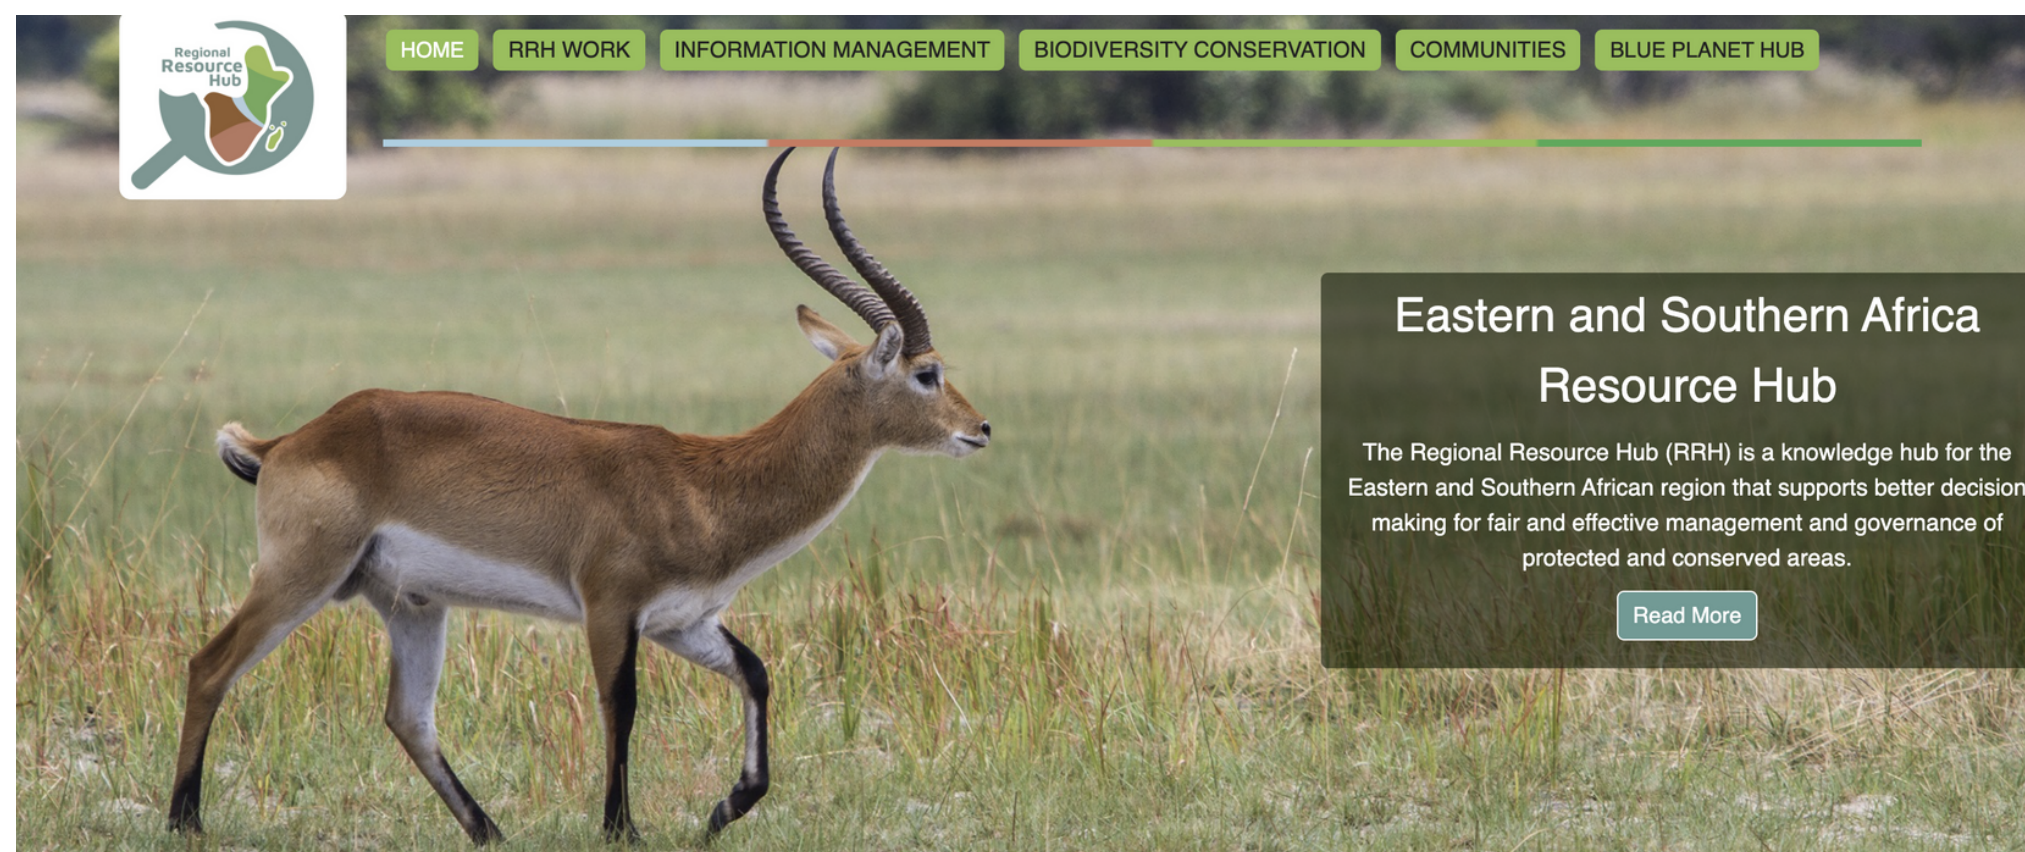 Regional
Resource
Hub
HOME
RRH WORK
INFORMATION MANAGEMENT
BIODIVERSITY CONSERVATION
COMMUNITIES
BLUE PLANET HUB
Eastern and Southern Africa
Resource Hub
The Regional Resource Hub (RRH) is a knowledge hub for the
Eastern and Southern African region that supports better decision
making for fair and effective management and governance of
protected and conserved areas.
Read More